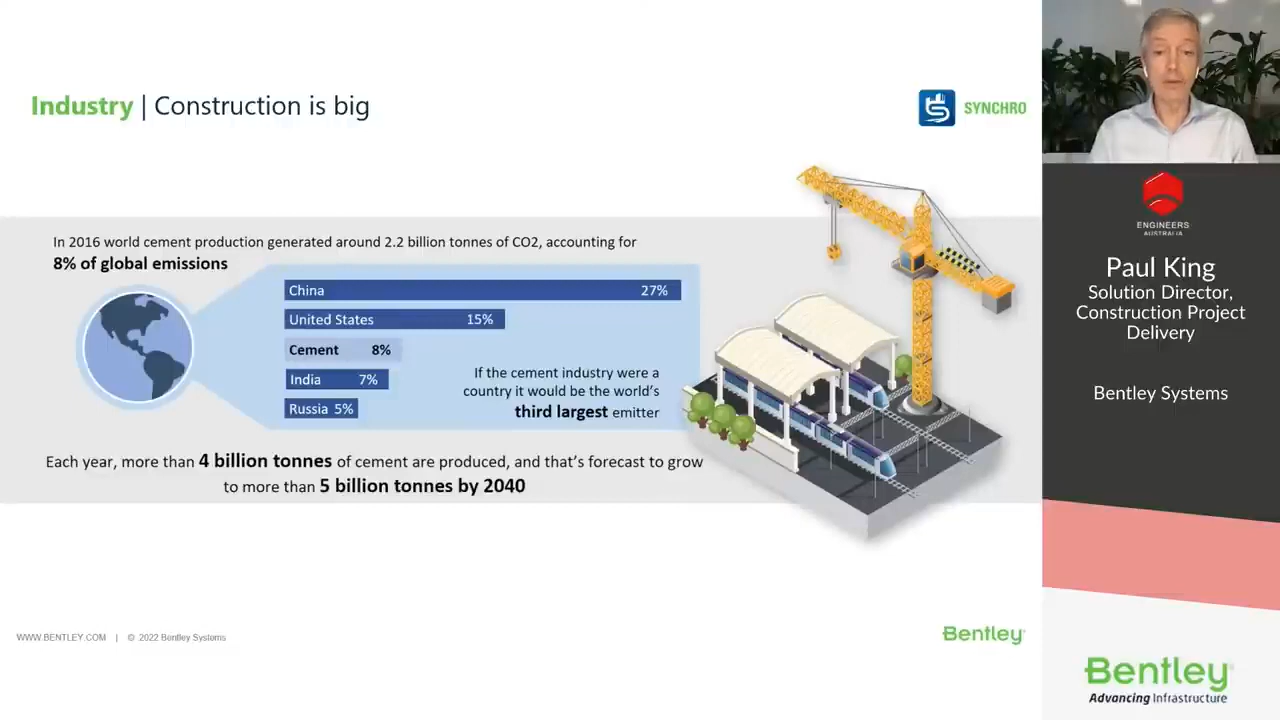 Industry | Construction is big
SYNCHRO
In 2016 world cement production generated around 2.2 billion tonnes of CO2, accounting for
8% of global emissions
China 27%
United States 15%
Cement 8%
India 7%
Russia 5%
If the cement industry were a
country it would be the world's
third largest emitter
Each year, more than 4 billion tonnes of cement are produced, and that's forecast to grow
to more than 5 billion tonnes by 2040
WWW.BENTLEY.COM | © 2022 Bentley Systems
Bentley
ENGINEERS
AUSTRALIA
Paul King
Solution Director,
Construction Project
Delivery
Bentley Systems
Bentley
Advancing Infrastructure